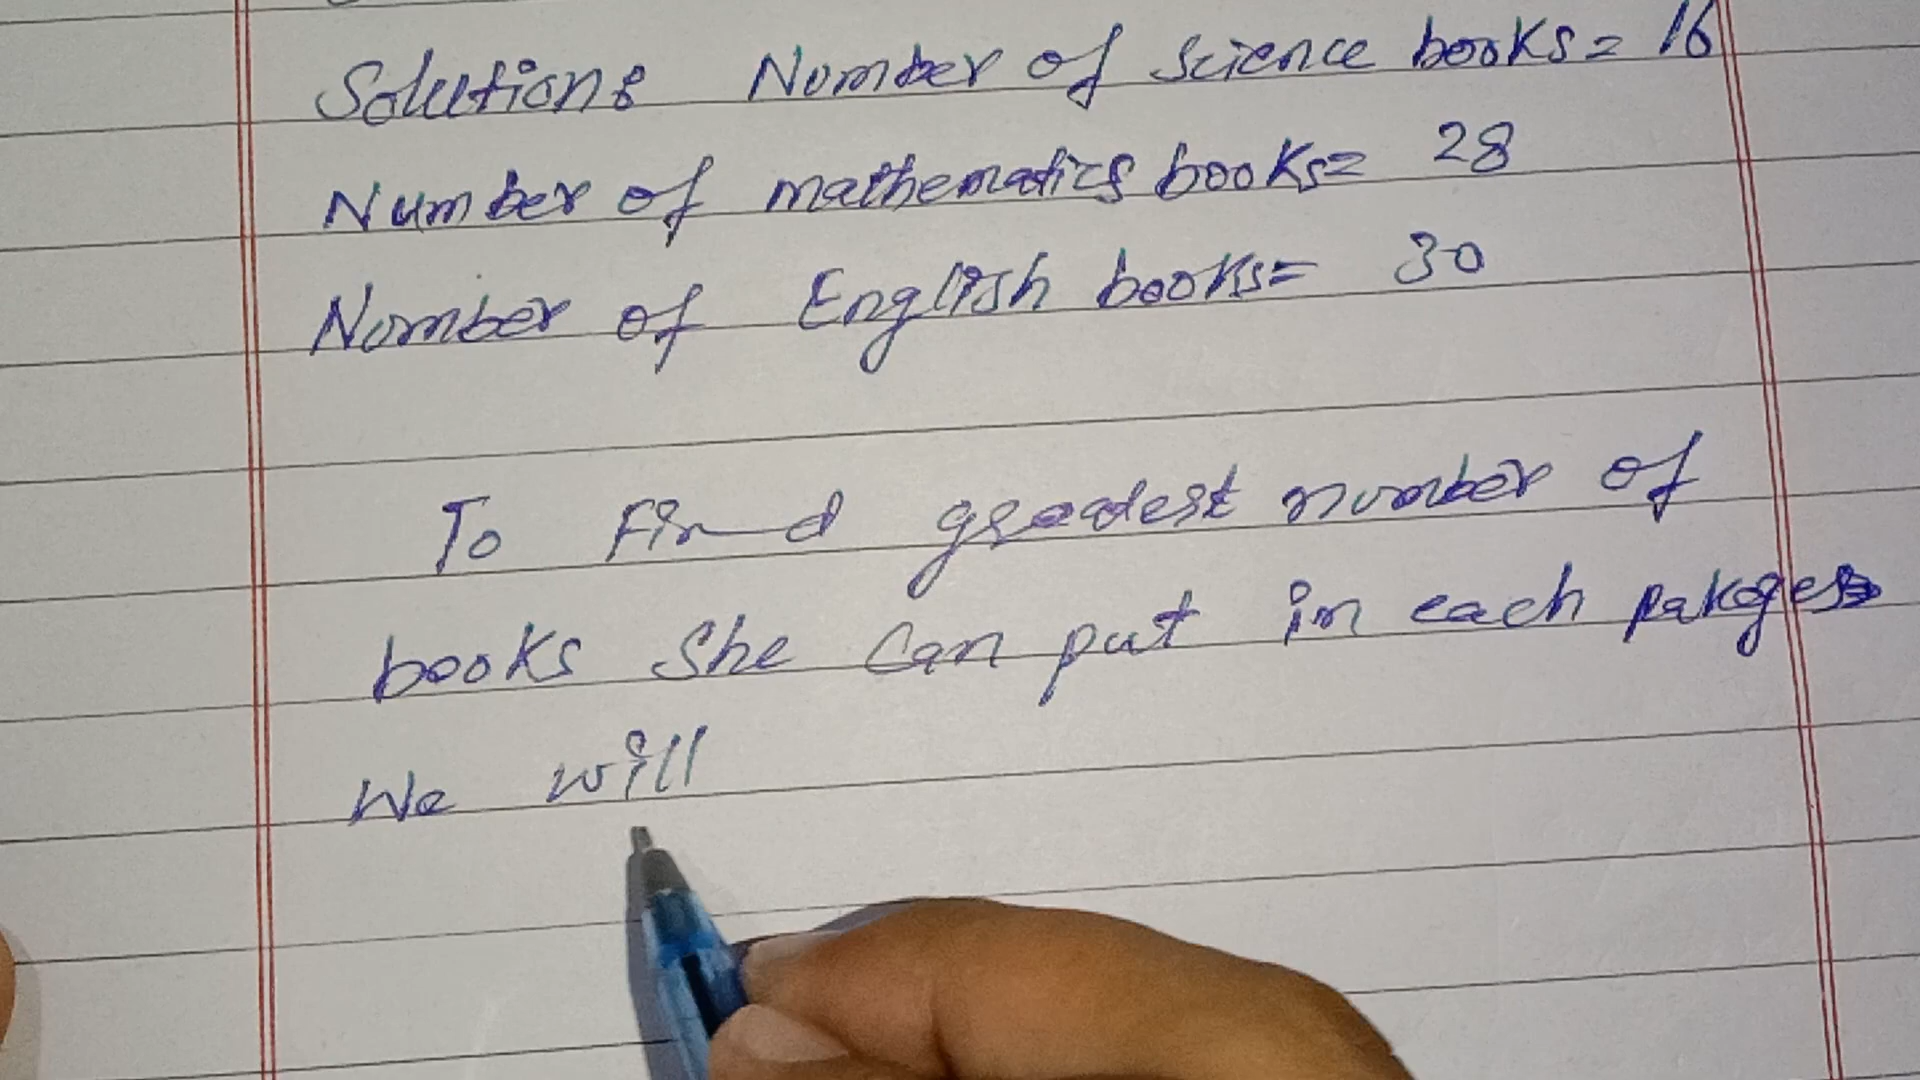 Solution: Number of science books = 16
Number of mathematics books = 28
Number of English books = 30
To Find greatest number of
books She Can put in each pakages
We will